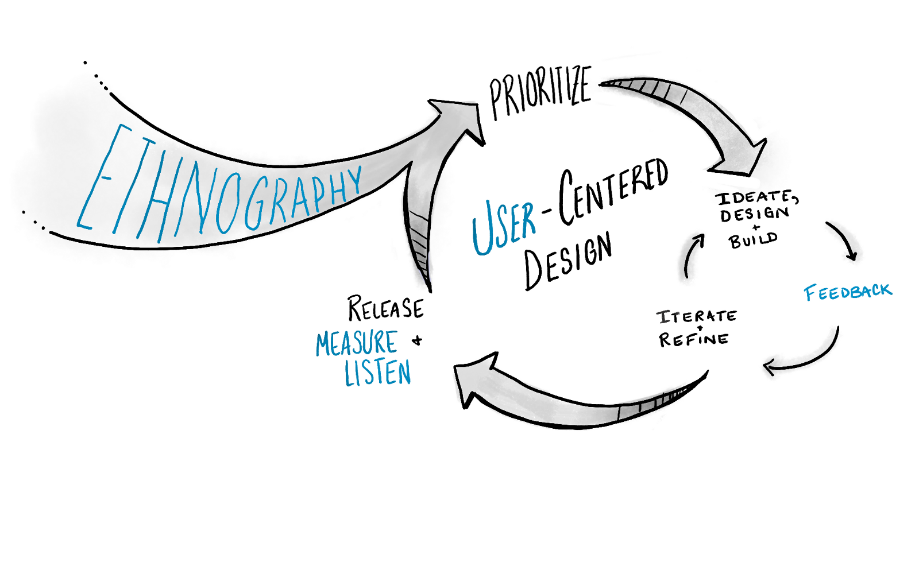 PRIORITIZE
ETHNOGRAPHY
USER-CENTERED
DESIGN
IDEATE,
DESIGN
+
BUILD
FEEDBACK
ITERATE
+
REFINE
RELEASE
MEASURE +
LISTEN